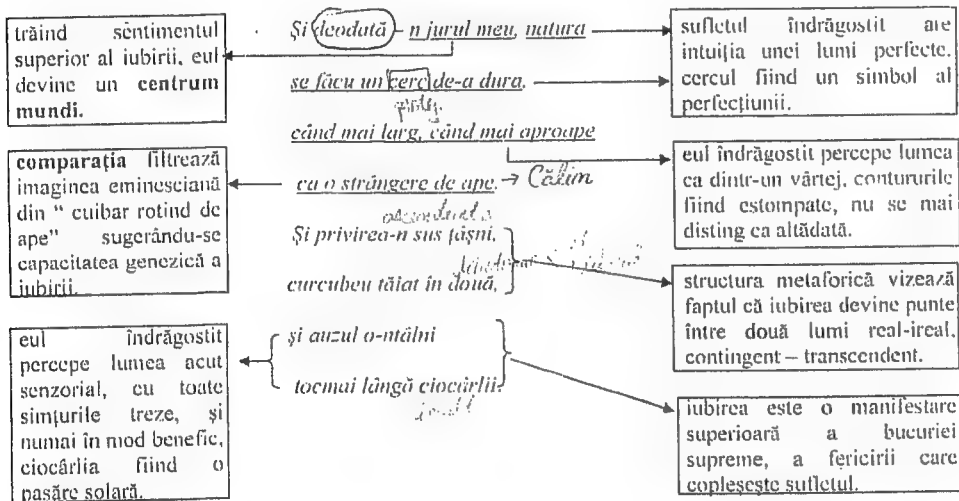 trăind sentimentul
superior al iubirii, eul
devine un centrum
mundi.
comparația filtrează
imaginea eminesciană
din “ cuibar rotind de
ape” sugerându-se
capacitatea genezică a
iubirii.
eul îndrăgostit
percepe lumea acut
senzorial, cu toate
simțurile treze, și
numai în mod benefic,
ciocârlia fiind o
pasăre solară.
Și deodată-n jurul meu, natura
se făcu un cerc de-a dura,
când mai larg, când mai aproape
ca o strângere de ape. → Călin
Și privirea-n sus țâșni,
curcubeu tăiat în două,
și auzul o-ntâlni
tocmai lângă ciocârlii.
sufletul îndrăgostit are
intuiția unei lumi perfecte,
cercul fiind un simbol al
perfecțiunii.
eul îndrăgostit percepe lumea
ca dintr-un vârtej, contururile
fiind estompate, nu se mai
disting ca altădată.
structura metaforică vizează
faptul că iubirea devine punte
între două lumi real-ireal,
contingent – transcendent.
iubirea este o manifestare
superioară a bucuriei
supreme, a fericirii care
copleșește sufletul.